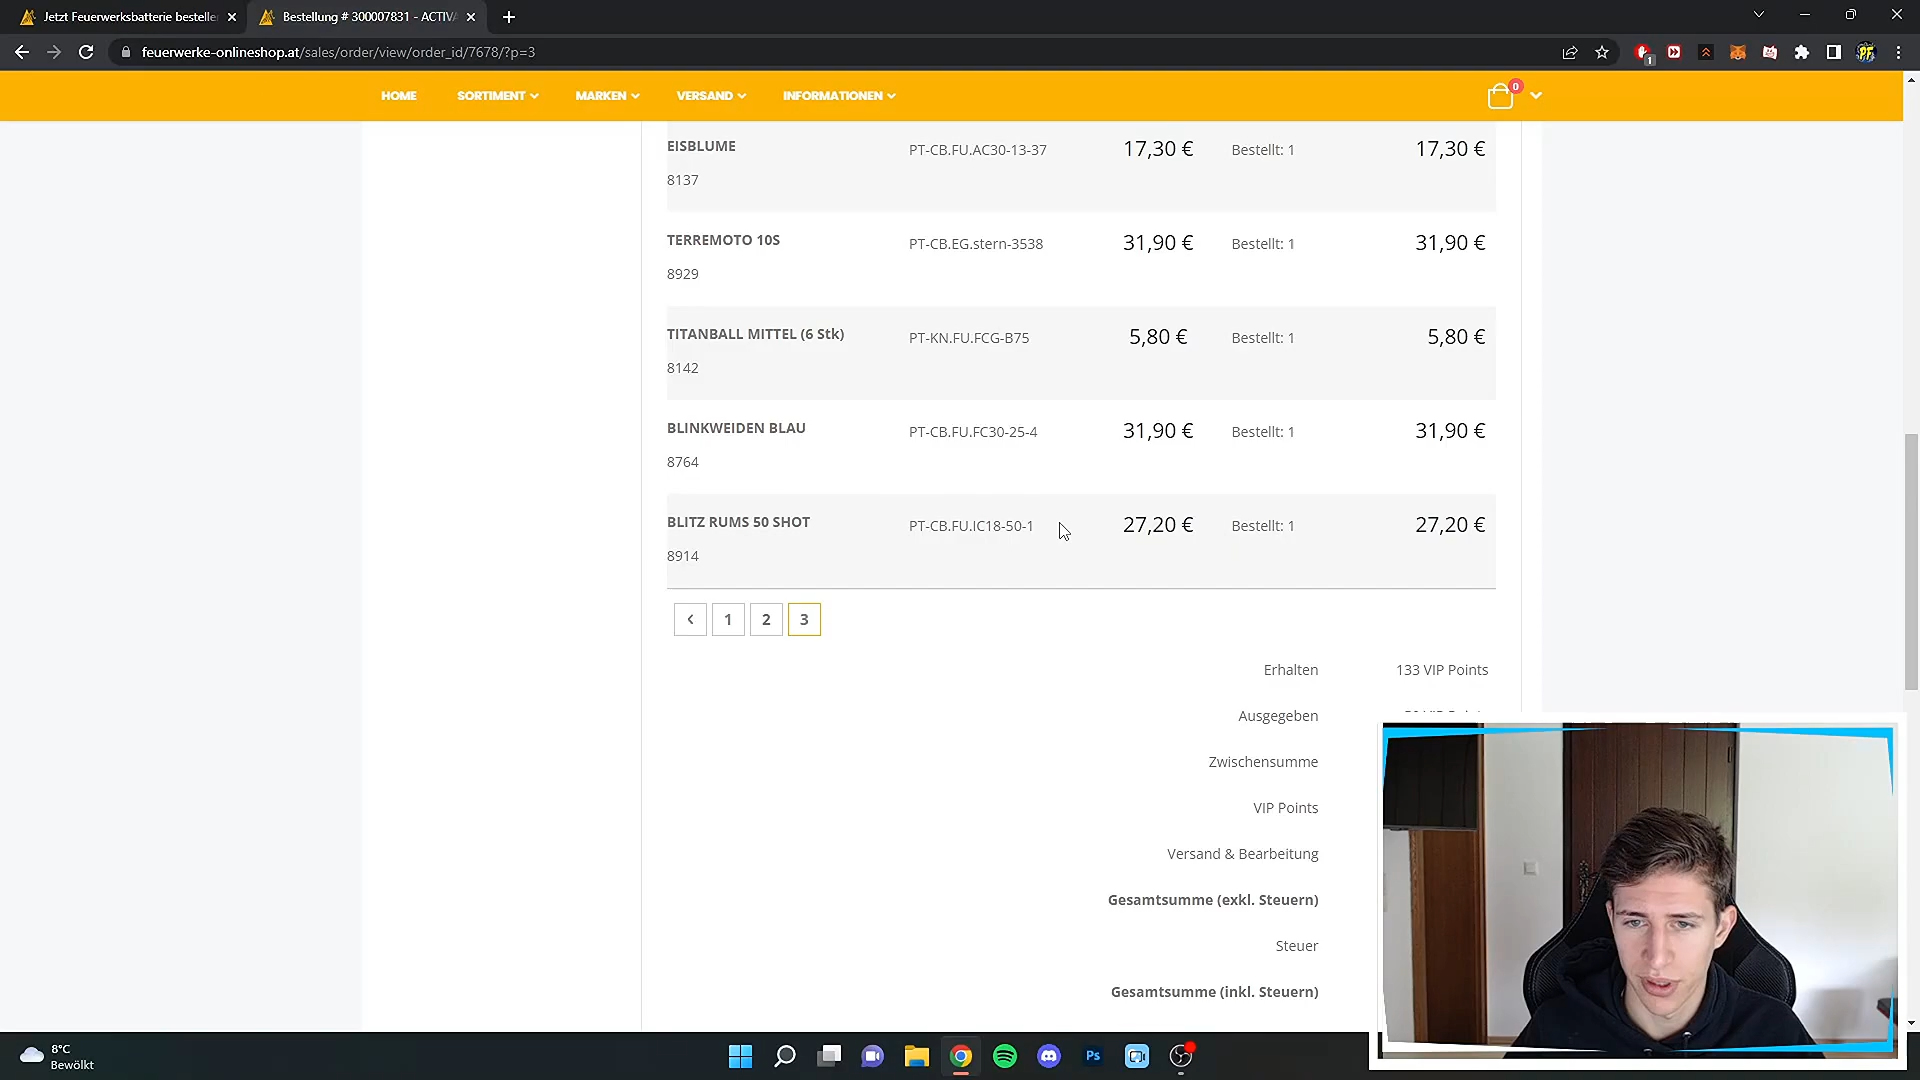 Jetzt Feuerwerksbatterie bestelle
Bestellung # 300007831 - ACTIVA
feuerwerke-onlineshop.at/sales/order/view/order_id/7678/?p=3
1
HOME
SORTIMENT
MARKEN
VERSAND
INFORMATIONEN
0
EISBLUME PT-CB.FU.AC30-13-37 17,30 € Bestellt: 1 17,30 €
8137
TERREMOTO 10S PT-CB.EG.stern-3538 31,90 € Bestellt: 1 31,90 €
8929
TITANBALL MITTEL (6 Stk) PT-KN.FU.FCG-B75 5,80 € Bestellt: 1 5,80 €
8142
BLINKWEIDEN BLAU PT-CB.FU.FC30-25-4 31,90 € Bestellt: 1 31,90 €
8764
BLITZ RUMS 50 SHOT PT-CB.FU.IC18-50-1 27,20 € Bestellt: 1 27,20 €
8914
1 2 3
Erhalten 133 VIP Points
Ausgegeben
Zwischensumme
VIP Points
Versand & Bearbeitung
Gesamtsumme (exkl. Steuern)
Steuer
Gesamtsumme (inkl. Steuern)
8°C
Bewölkt
Ps